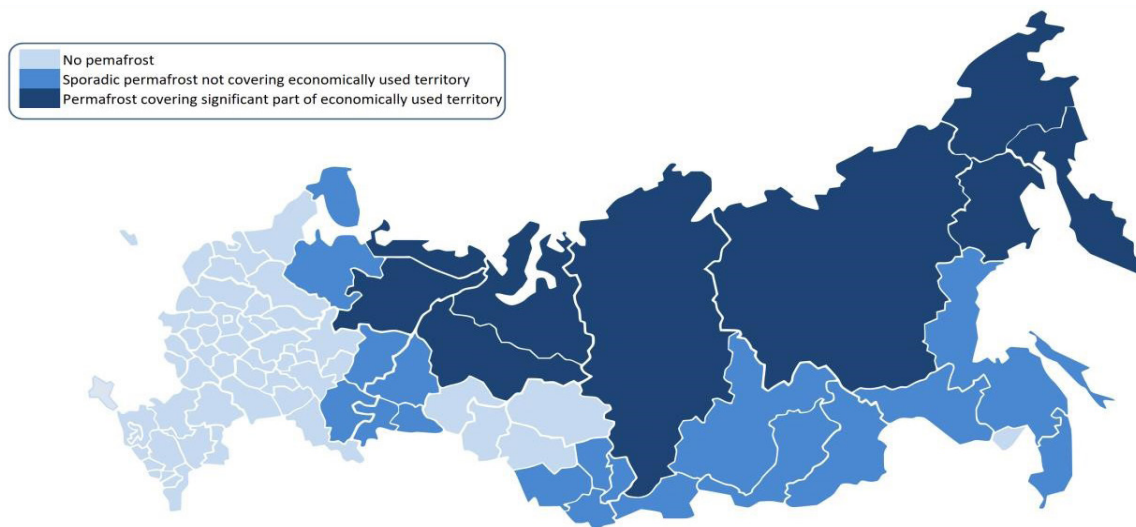 No pemafrost
Sporadic permafrost not covering economically used territory
Permafrost covering significant part of economically used territory